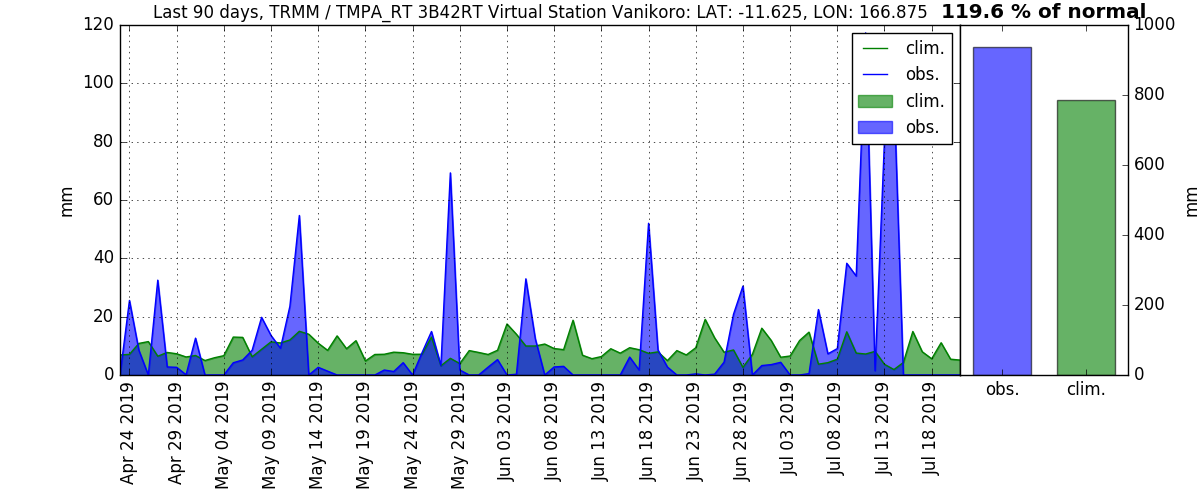 Last 90 days, TRMM / TMPA_RT 3B42RT Virtual Station Vanikoro: LAT: -11.625, LON: 166.875
119.6 % of normal
120
100
80
60
40
20
0
mm
clim.
obs.
clim.
obs.
Apr 24 2019
Apr 29 2019
May 04 2019
May 09 2019
May 14 2019
May 19 2019
May 24 2019
May 29 2019
Jun 03 2019
Jun 08 2019
Jun 13 2019
Jun 18 2019
Jun 23 2019
Jun 28 2019
Jul 03 2019
Jul 08 2019
Jul 13 2019
Jul 18 2019
1000
800
600
400
200
0
mm
obs.
clim.